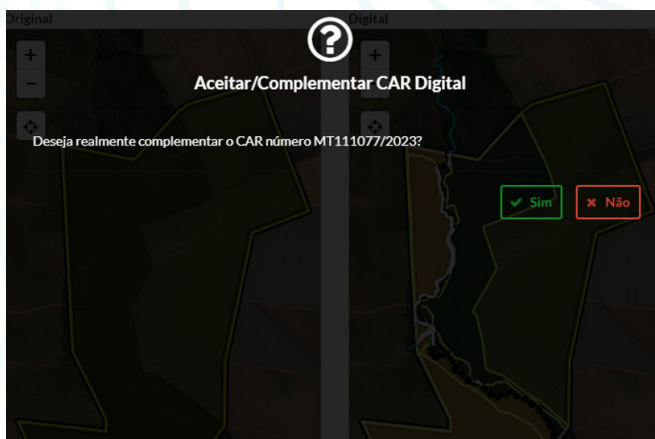 Original
Digital
?
Aceitar/Complementar CAR Digital
Deseja realmente complementar o CAR número MT111077/2023?
Sim
Não